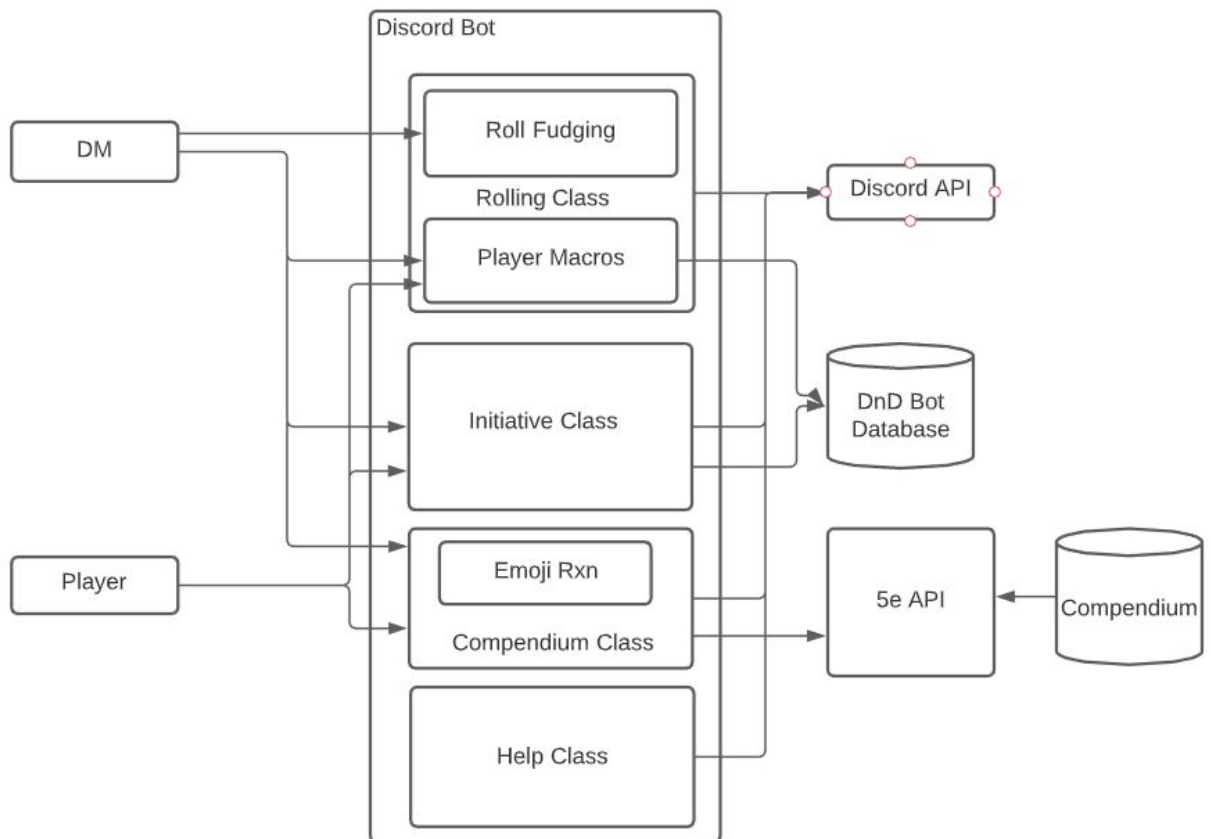 Discord Bot
DM
Roll Fudging
Rolling Class
Discord API
Player Macros
Initiative Class
DnD Bot
Database
Player
Emoji Rxn
Compendium Class
5e API
Compendium
Help Class